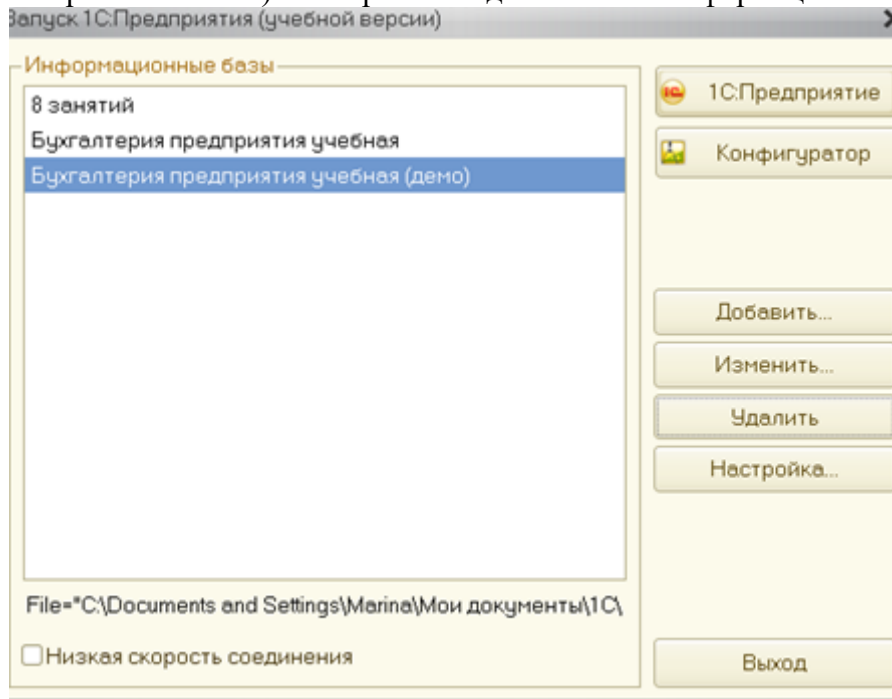 Запуск 1С:Предприятия (учебной версии)
Информационные базы
8 занятий
Бухгалтерия предприятия учебная
Бухгалтерия предприятия учебная (демо)
1С:Предприятие
Конфигуратор
Добавить...
Изменить...
Удалить
Настройка...
File="C:\Documents and Settings\Marina\Мои документы\1С\
Низкая скорость соединения
Выход